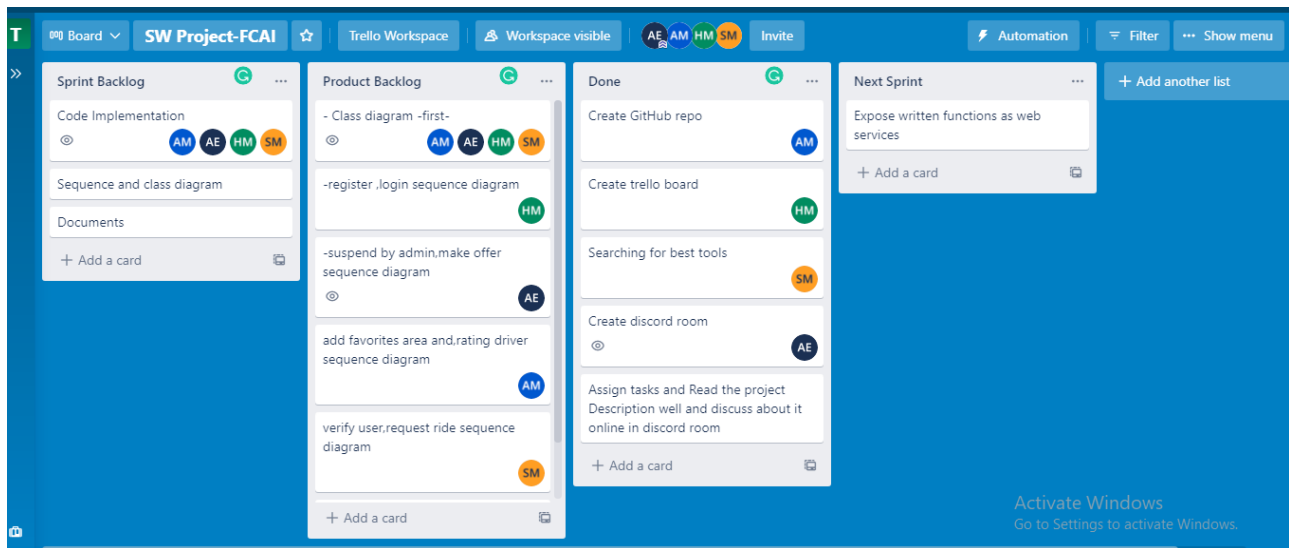 T
Board
SW Project-FCAI
Trello Workspace
Workspace visible
AE AM HM SM
Invite
Automation
Filter
Show menu
Sprint Backlog
Code Implementation
AM AE HM SM
Sequence and class diagram
Documents
+ Add a card
Product Backlog
- Class diagram -first-
AM AE HM SM
-register ,login sequence diagram
HM
-suspend by admin,make offer
sequence diagram
AE
add favorites area and,rating driver
sequence diagram
AM
verify user,request ride sequence
diagram
SM
+ Add a card
Done
Create GitHub repo
AM
Create trello board
HM
Searching for best tools
SM
Create discord room
AE
Assign tasks and Read the project
Description well and discuss about it
online in discord room
+ Add a card
Next Sprint
Expose written functions as web
services
+ Add a card
+ Add another list
Activate Windows
Go to Settings to activate Windows.